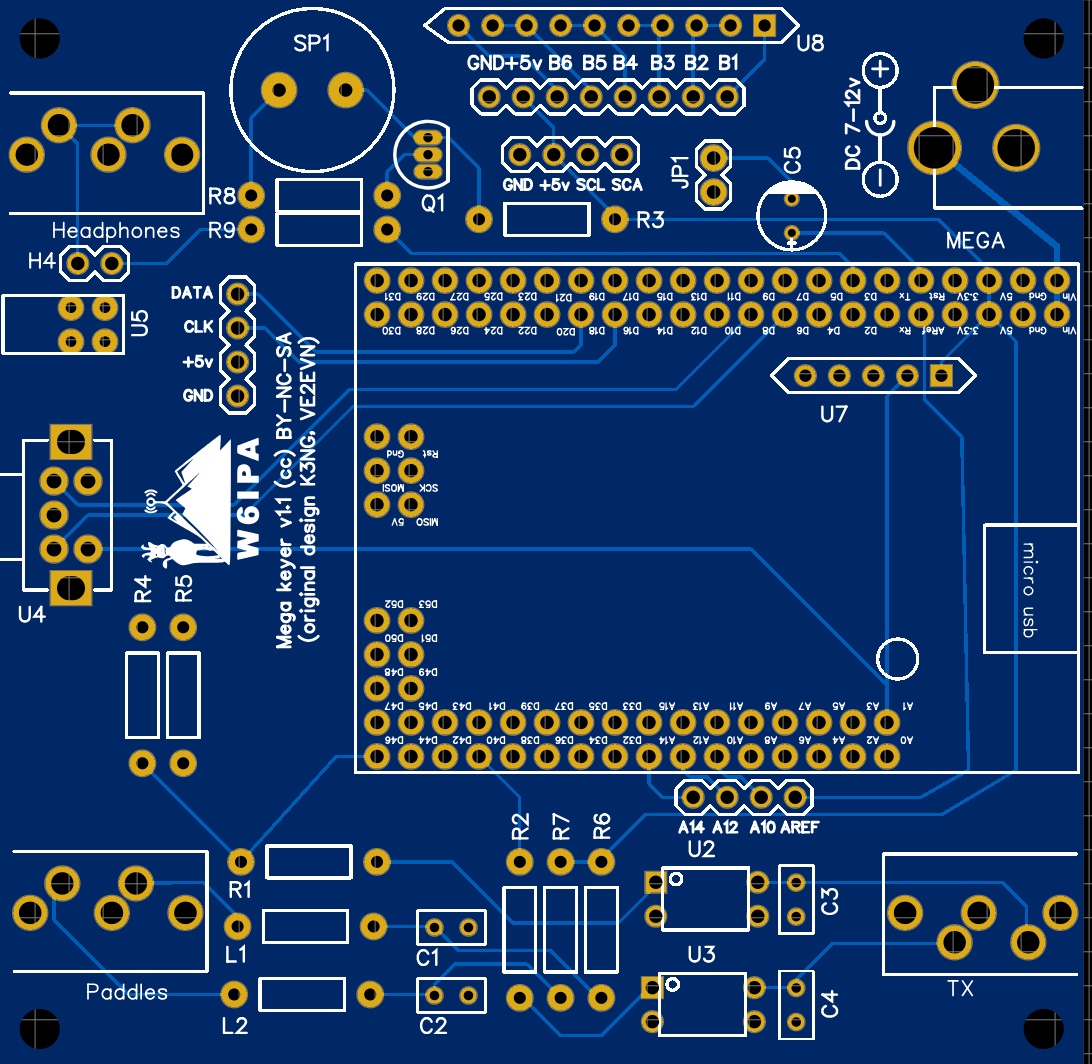 SP1
U8
GND+5v B6 B5 B4 B3 B2 B1
DC 7-12v
GND +5v SCL SCA
JP1
C5
Q1
R8
R9
R3
Headphones
MEGA
H4
U5
DATA
CLK
+5v
GND
D31 D29 D27 D25 D23 D21 D19 D17 D15 D13 D11 D9 D7 D5 D3 Tx Rst 3.3V 5V Gnd Vin
D30 D28 D26 D24 D22 D20 D18 D16 D14 D12 D10 D8 D6 D4 D2 Rx ARef 3.3V 5V Gnd Vin
U7
W6IPA
Mega keyer v1.1 (cc) BY-NC-SA
(original design K3NG, VE2EVN)
Gnd Rst
MOSI SCK
5V MISO
micro usb
U4
R4
R5
D52 D53
D50 D51
D48 D49
D47 D45 D43 D41 D39 D37 D35 D33 A15 A13 A11 A9 A7 A5 A3 A1
D46 D44 D42 D40 D38 D36 D34 D32 A14 A12 A10 A8 A6 A4 A2 A0
A14 A12 A10 AREF
R2
R7
R6
U2
R1
C3
L1
C1
U3
Paddles
TX
L2
C2
C4